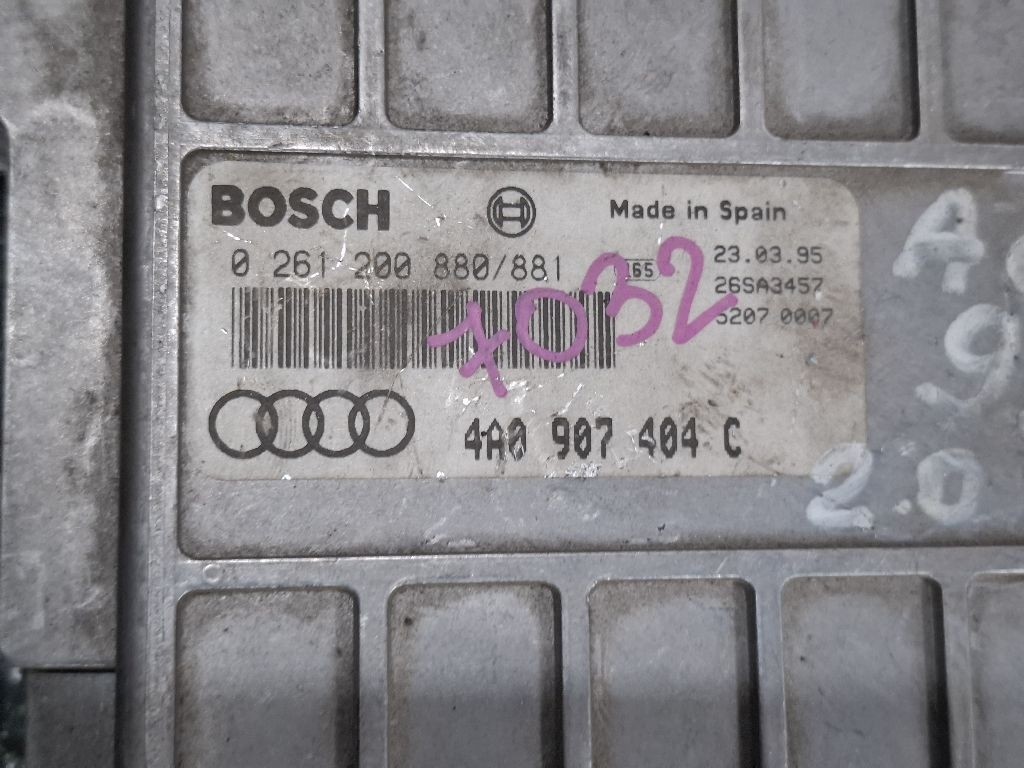 BOSCH
Made in Spain
0 261 200 880/881
23.03.95
26SA3457
5207 0007
7032
4A0 907 404 C
2.0